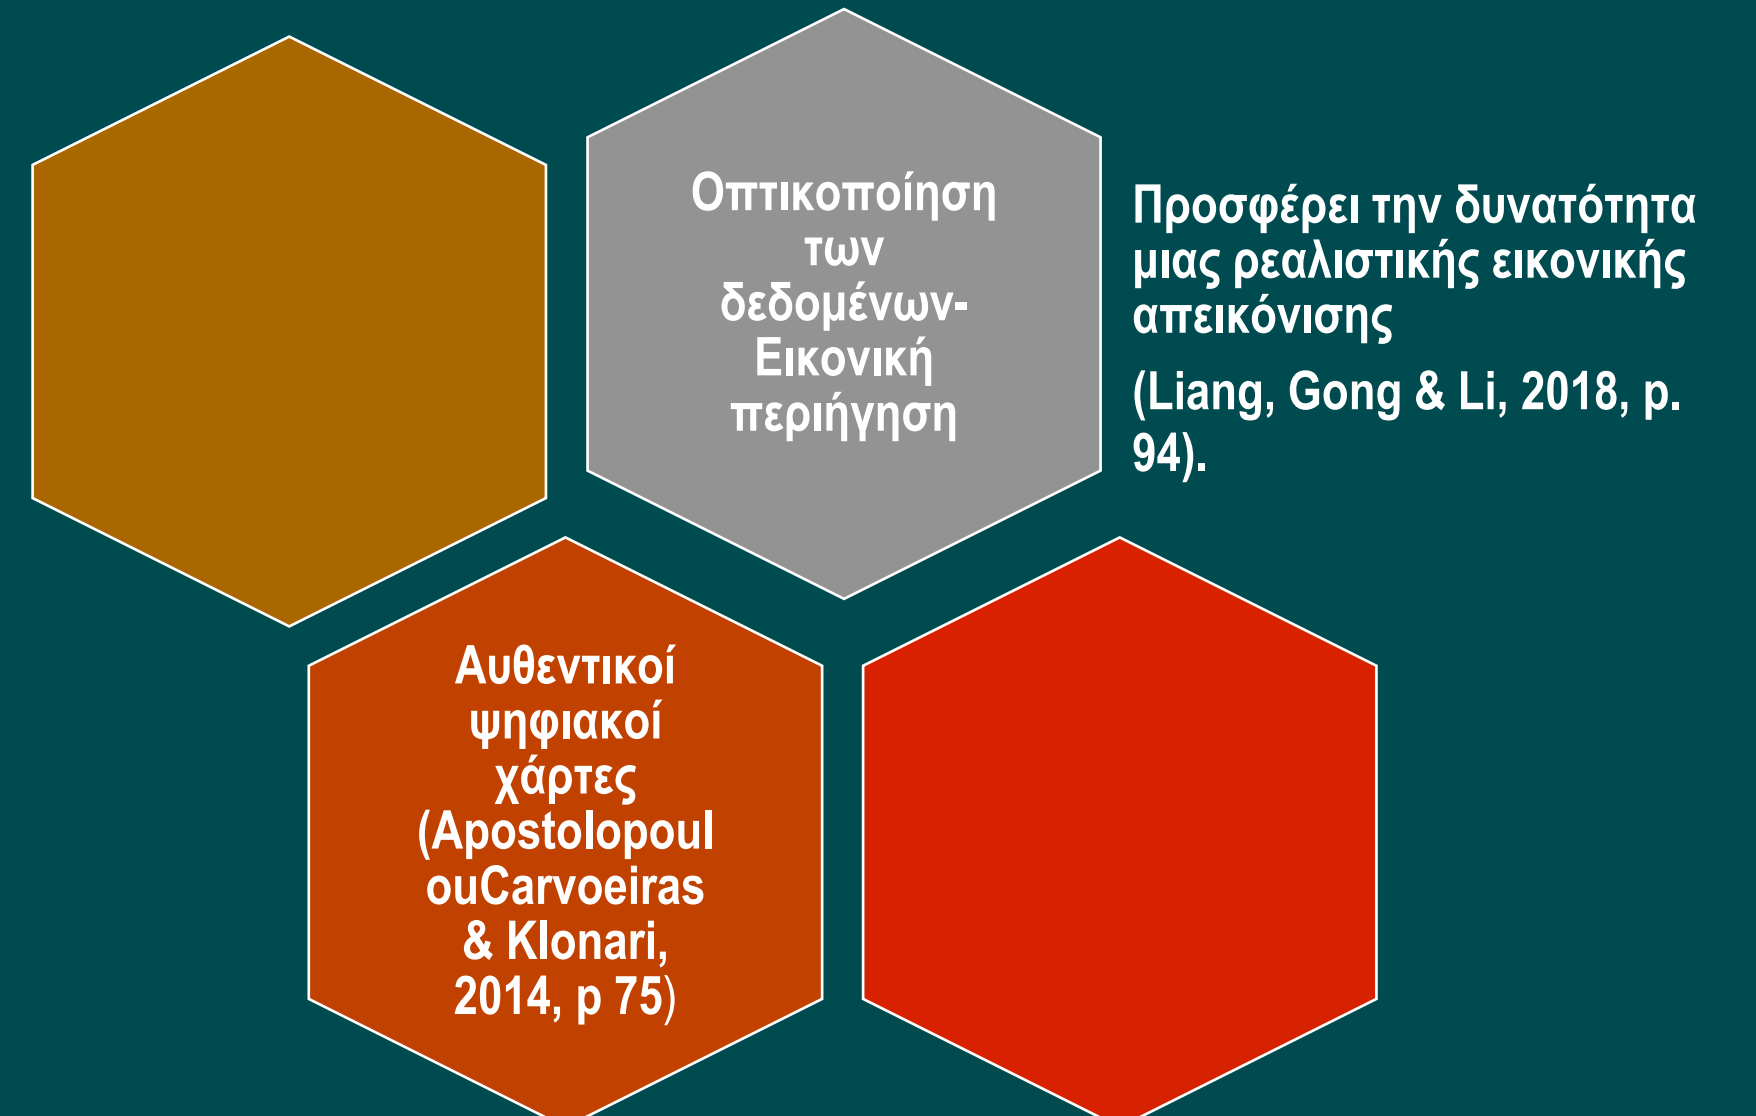 Οπτικοποίηση
των
δεδομένων-
Εικονική
περιήγηση
Προσφέρει την δυνατότητα
μιας ρεαλιστικής εικονικής
απεικόνισης
(Liang, Gong & Li, 2018, p.
94).
Αυθεντικοί
ψηφιακοί
χάρτες
(Apostolopoul
ouCarvoeiras
& Klonari,
2014, p 75)